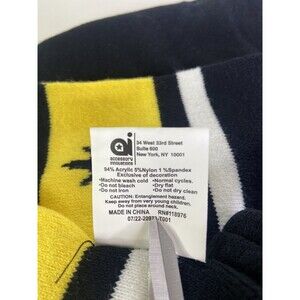 ai.
accessory
innovations
34 West 33rd Street
Suite 600
New York, NY 10001
94% Acrylic 5%Nylon 1 %Spandex
Exclusive of decoration
•Machine wash cold •Normal cycles.
•Do not bleach •Dry flat
•Do not iron •Do not dry clean
CAUTION: Entanglement hazard.
Keep away from very young children.
Do not place around neck.
MADE IN CHINA RN#118976
07/22-